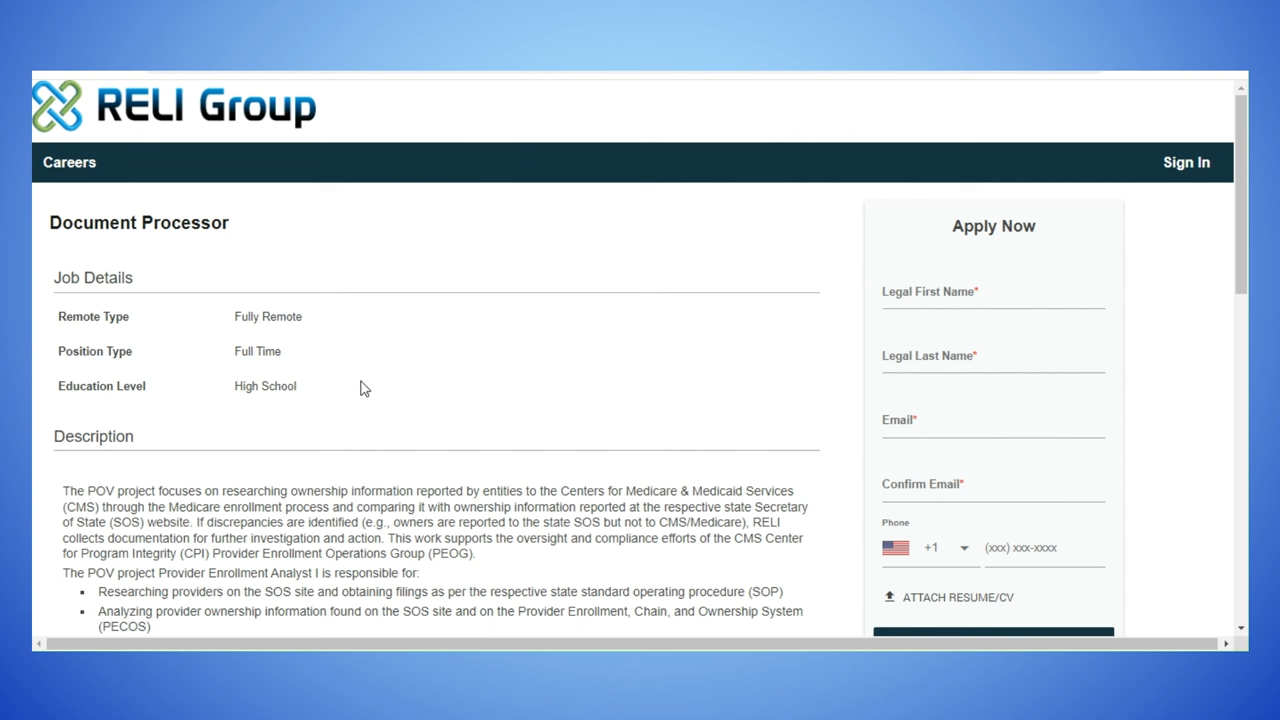 RELI Group
Careers
Sign In
Document Processor
Job Details
Remote Type Fully Remote
Position Type Full Time
Education Level High School
Description
The POV project focuses on researching ownership information reported by entities to the Centers for Medicare & Medicaid Services
(CMS) through the Medicare enrollment process and comparing it with ownership information reported at the respective state Secretary
of State (SOS) website. If discrepancies are identified (e.g., owners are reported to the state SOS but not to CMS/Medicare), RELI
collects documentation for further investigation and action. This work supports the oversight and compliance efforts of the CMS Center
for Program Integrity (CPI) Provider Enrollment Operations Group (PEOG).
The POV project Provider Enrollment Analyst I is responsible for:
▪ Researching providers on the SOS site and obtaining filings as per the respective state standard operating procedure (SOP)
▪ Analyzing provider ownership information found on the SOS site and on the Provider Enrollment, Chain, and Ownership System
(PECOS)
Apply Now
Legal First Name*
Legal Last Name*
Email*
Confirm Email*
Phone
+1 (xxx) xxx-xxxx
ATTACH RESUME/CV